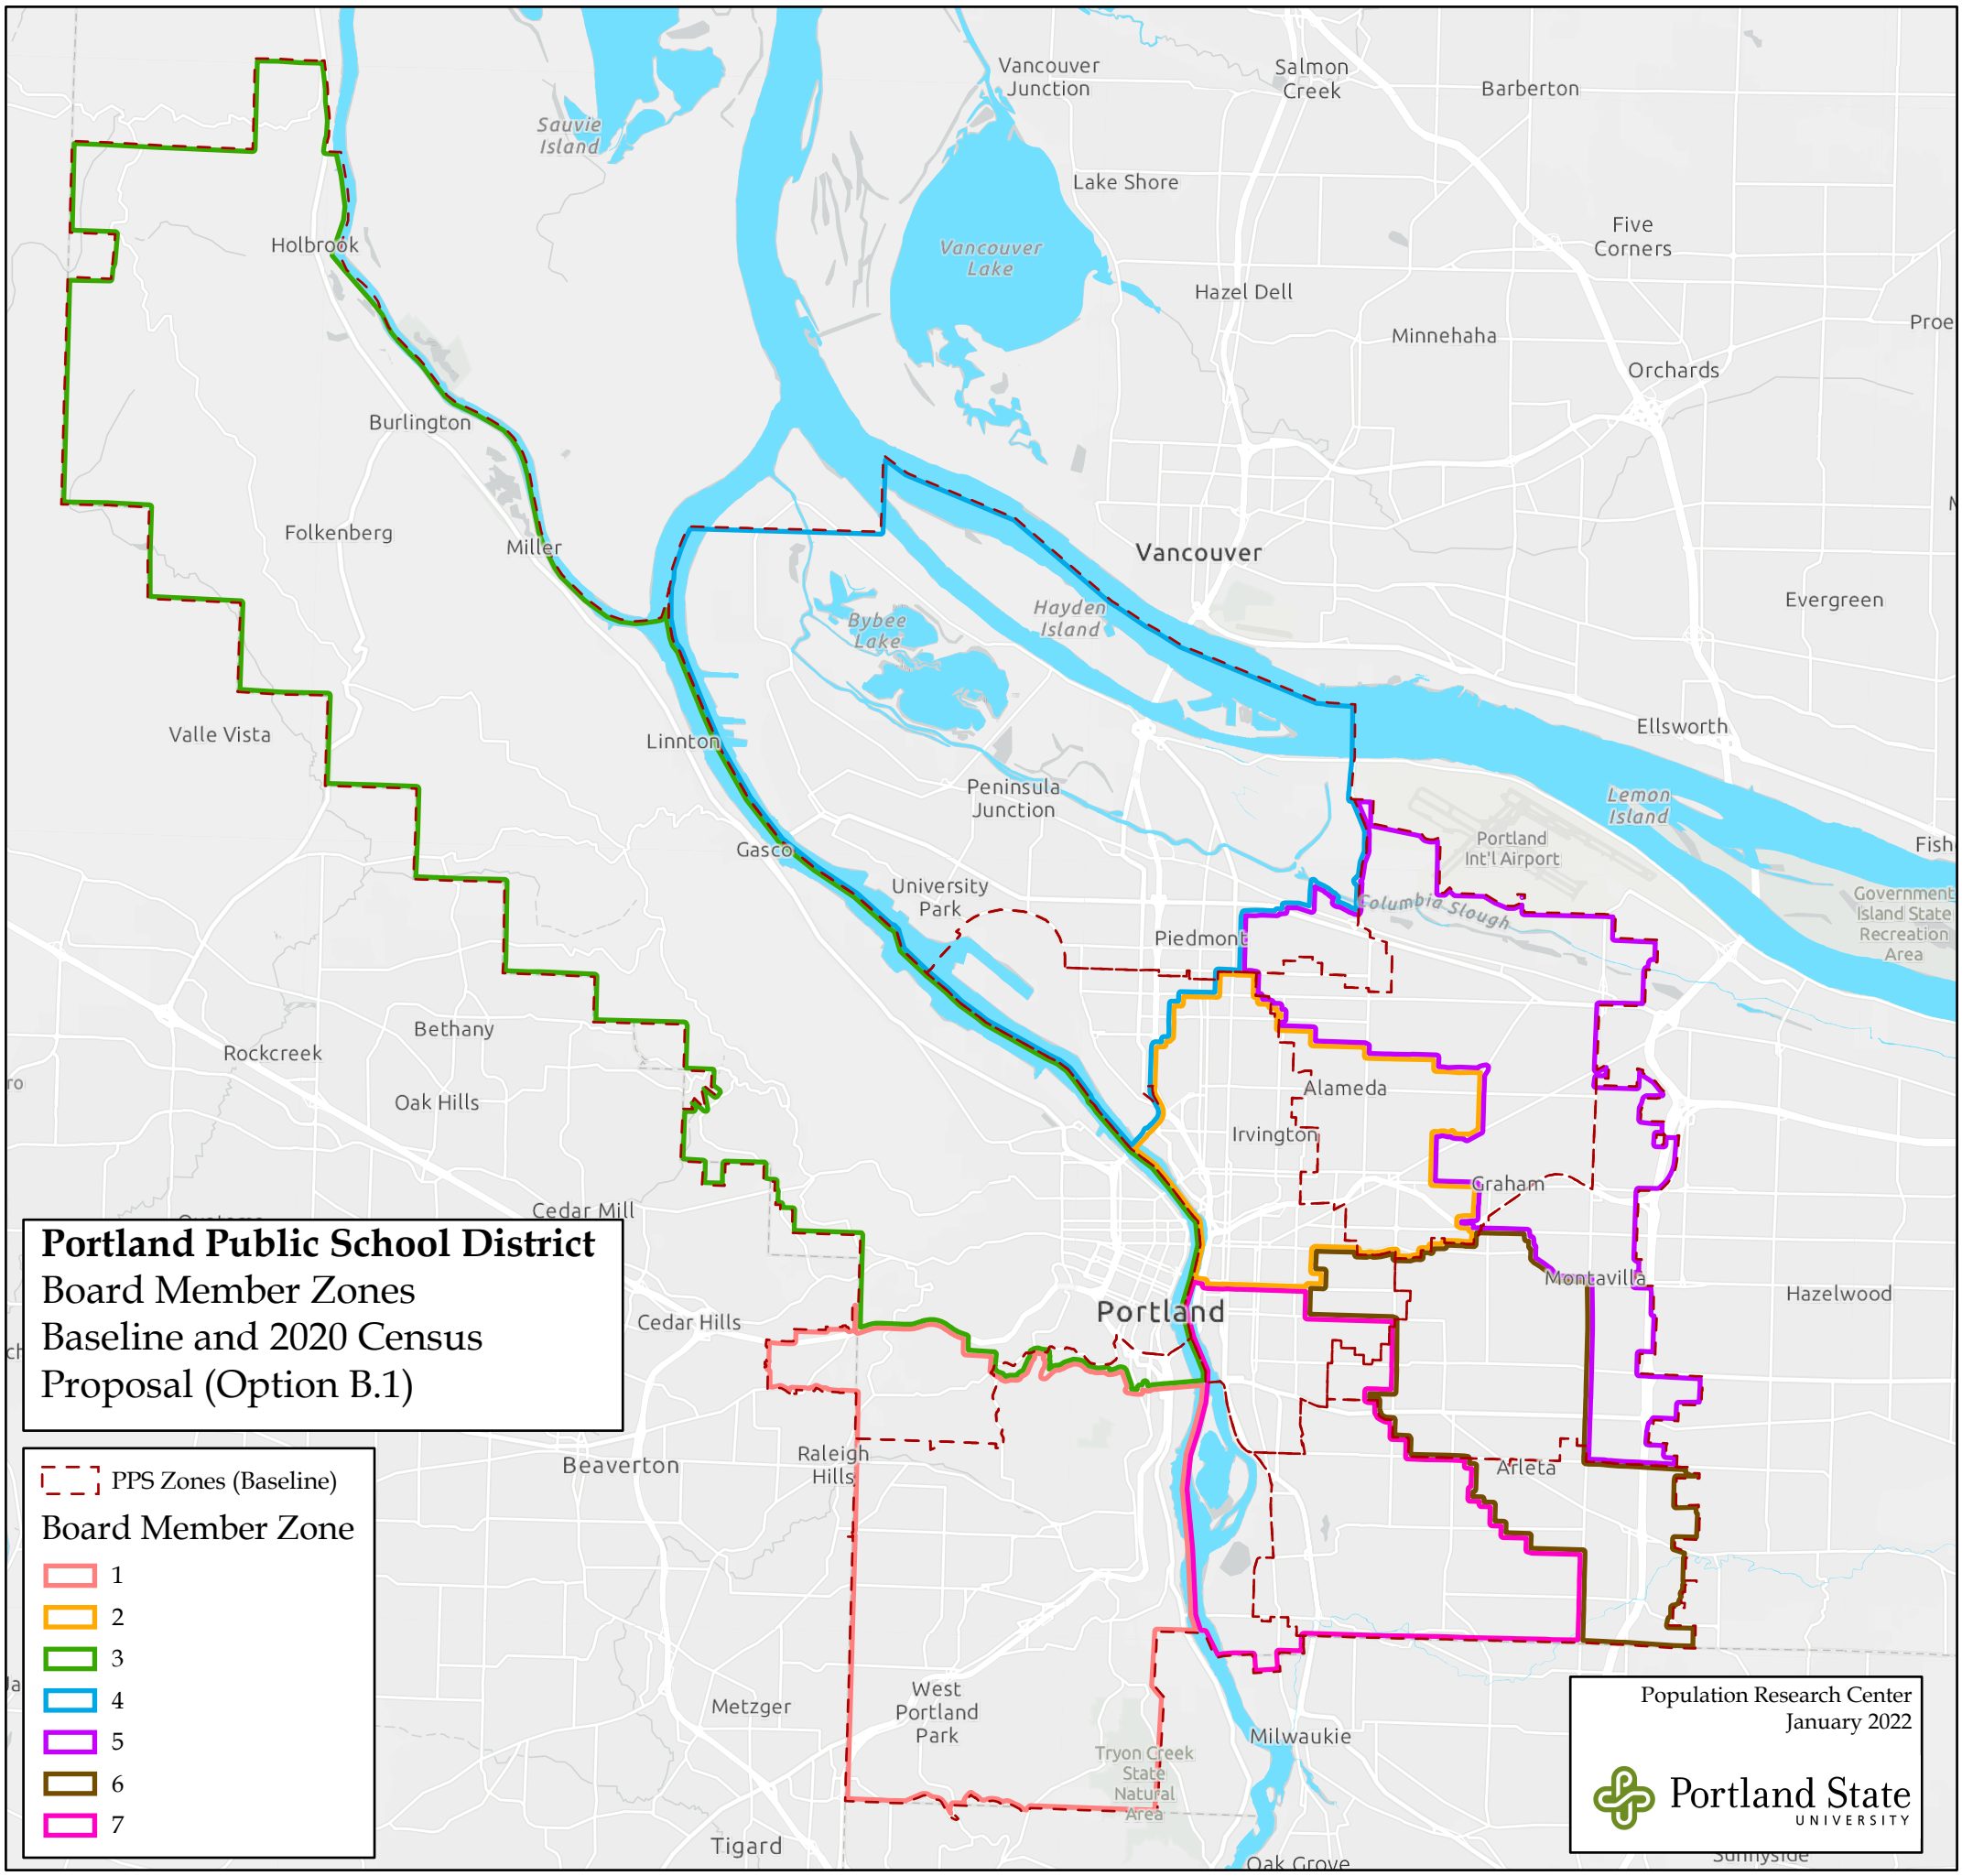 Vancouver
Junction
Salmon
Creek
Barberton
Sauvie
Island
Lake Shore
Five
Corners
Holbrook
Vancouver
Lake
Hazel Dell
Minnehaha
Proe
Orchards
Burlington
Folkenberg
Miller
Vancouver
Hayden
Island
Evergreen
Bybee
Lake
Valle Vista
Linnton
Ellsworth
Peninsula
Junction
Lemon
Island
Portland
Int'l Airport
Gasco
Fish
University
Park
Columbia Slough
Government
Island State
Recreation
Area
Piedmont
Bethany
Rockcreek
ro
Oak Hills
Alameda
Irvington
Graham
Cedar Mill
Portland Public School District
Board Member Zones
Baseline and 2020 Census
Proposal (Option B.1)
Montavilla
Hazelwood
Portland
Cedar Hills
Raleigh
Hills
Beaverton
Arleta
PPS Zones (Baseline)
Board Member Zone
1
2
3
4
5
6
7
West
Portland
Park
Metzger
Milwaukie
Tryon Creek
State
Natural
Area
Tigard
Oak Grove
Population Research Center
January 2022
Portland State
UNIVERSITY
Sunnyside